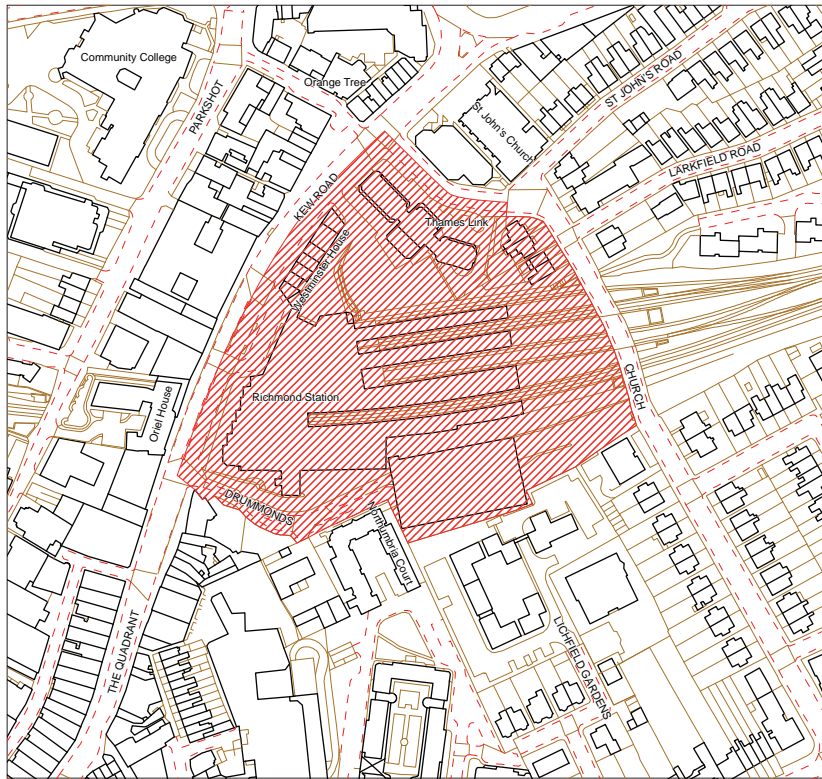 Community College
Orange Tree
ST JOHN'S ROAD
PARKSHOT
St John's Church
LARKFIELD ROAD
KEW ROAD
Thames Link
Westminster House
Richmond Station
CHURCH
Oriel House
DRUMMONDS
Northumbria Court
THE QUADRANT
LICHFIELD GARDENS